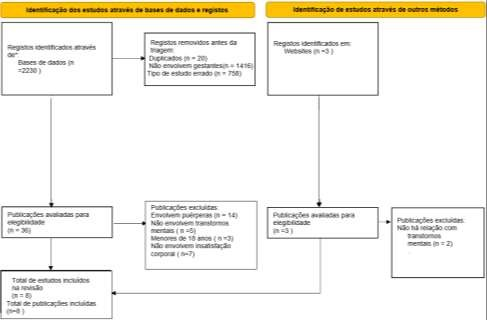 Identificação dos estudos através de bases de dados e registos
Identificação de estudos através de outros métodos
Registos identificados através
de*
Bases de dados (n
=2230 )
Registos removidos antes da
triagem:
Duplicados (n = 20)
Não envolvem gestantes(n = 1416)
Tipo de estudo errado (n = 758)
Registos identificados em:
Websites (n =3 )
Publicações avaliadas para
elegibilidade
(n = 36)
Publicações excluídas:
Envolvem puérperas (n = 14)
Não envolvem transtornos
mentais ( n =5)
Menores de 18 anos ( n =3)
Não envolvem insatisfação
corporal ( n=7)
Publicações avaliadas para
elegibilidade
(n =3 )
Publicações excluídas:
Não há relação com
transtornos
mentais (n = 2)
Total de estudos incluídos
na revisão
(n = 8)
Total de publicações incluídas
(n=8 )